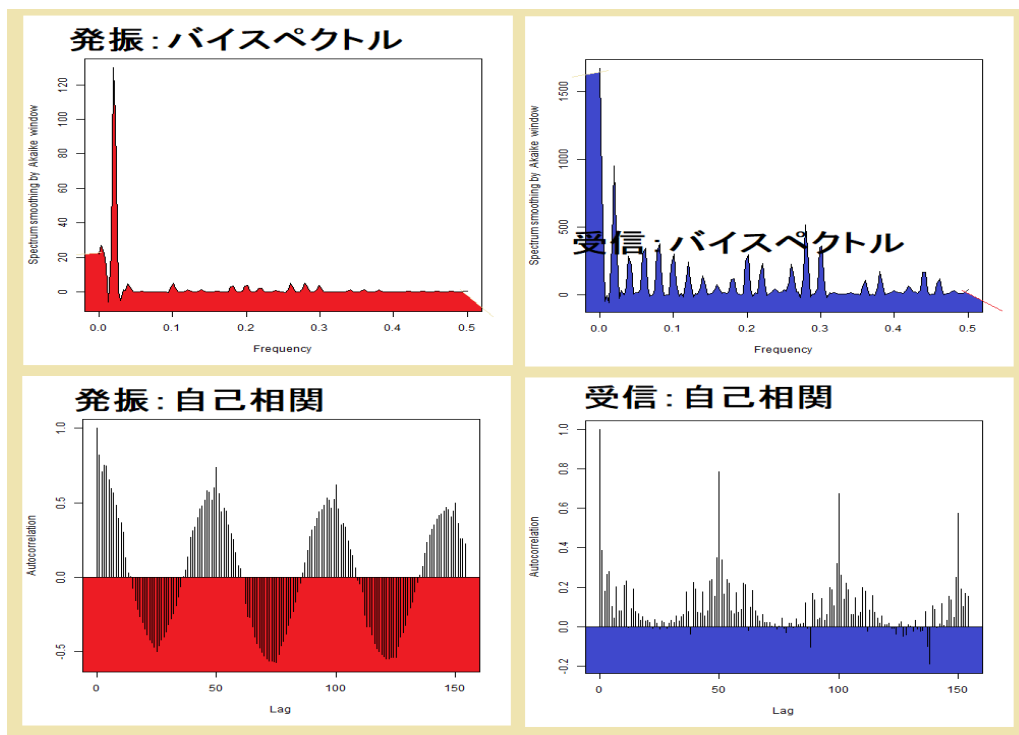 発振：バイスペクトル
Spectrum smoothing by Akaike window
120
100
80
60
40
20
0
0.0 0.1 0.2 0.3 0.4 0.5
Frequency
受信：バイスペクトル
Spectrum smoothing by Akaike window
1500
1000
500
0
0.0 0.1 0.2 0.3 0.4 0.5
Frequency
発振：自己相関
Autocorrelation
1.0
0.5
0.0
-0.5
0 50 100 150
Lag
受信：自己相関
Autocorrelation
1.0
0.8
0.6
0.4
0.2
0.0
-0.2
0 50 100 150
Lag